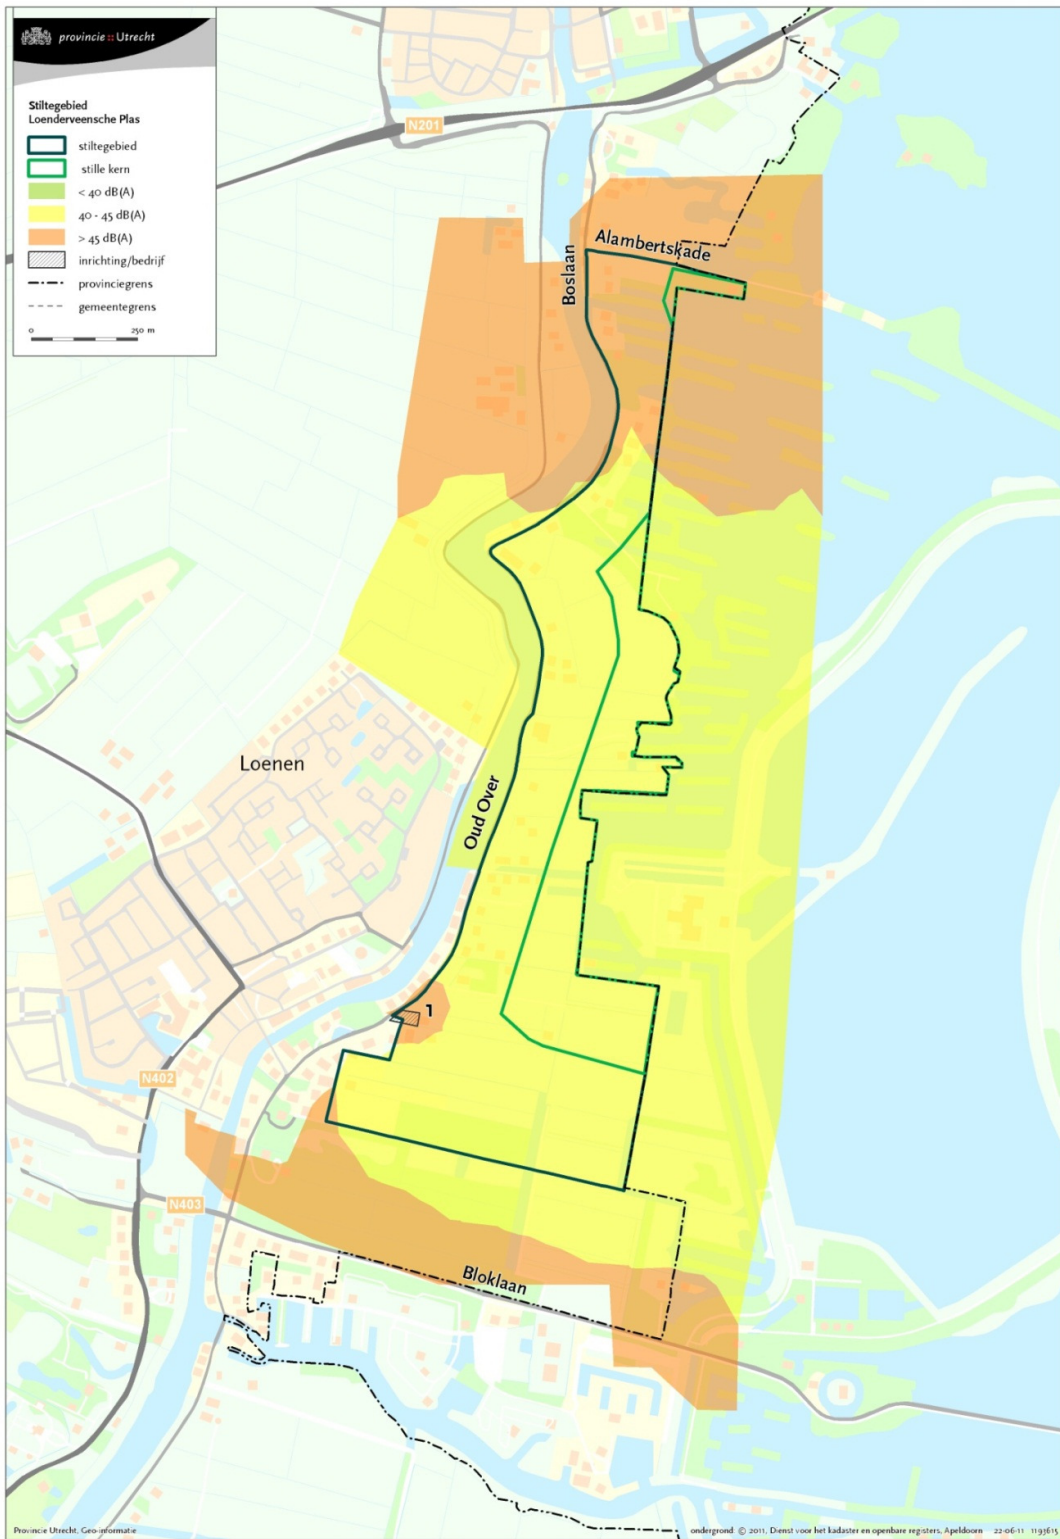 provincie :: Utrecht
Stiltegebied
Loenderveensche Plas
stiltegebied
stille kern
< 40 dB(A)
40 - 45 dB(A)
> 45 dB(A)
inrichting/bedrijf
provinciegrens
gemeentegrens
0 250 m
N201
Alambertskade
Boslaan
Loenen
Oud Over
1
N402
N403
Bloklaan
Provincie Utrecht, Geo-informatie
ondergrond © 2011, Dienst voor het kadaster en openbare registers, Apeldoorn 22-06-11